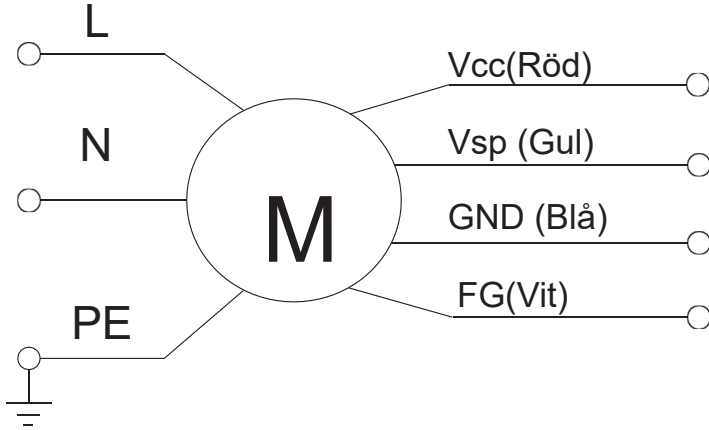 L
N
PE
M
Vcc(Röd)
Vsp (Gul)
GND (Blå)
FG(Vit)